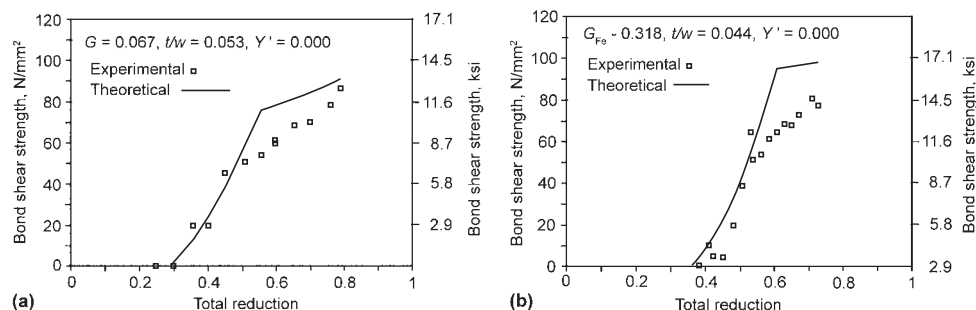 G = 0.067, t/w = 0.053, Y' = 0.000
Experimental
Theoretical
Bond shear strength, N/mm²
120
100
80
60
40
20
0
0 0.2 0.4 0.6 0.8 1
Total reduction
17.1
14.5
11.6
8.7
5.8
2.9
Bond shear strength, ksi
(a)
G_Fe - 0.318, t/w = 0.044, Y' = 0.000
Experimental
Theoretical
Bond shear strength, N/mm²
120
100
80
60
40
20
0
0 0.2 0.4 0.6 0.8 1
Total reduction
17.1
14.5
11.6
8.7
5.8
2.9
Bond shear strength, ksi
(b)